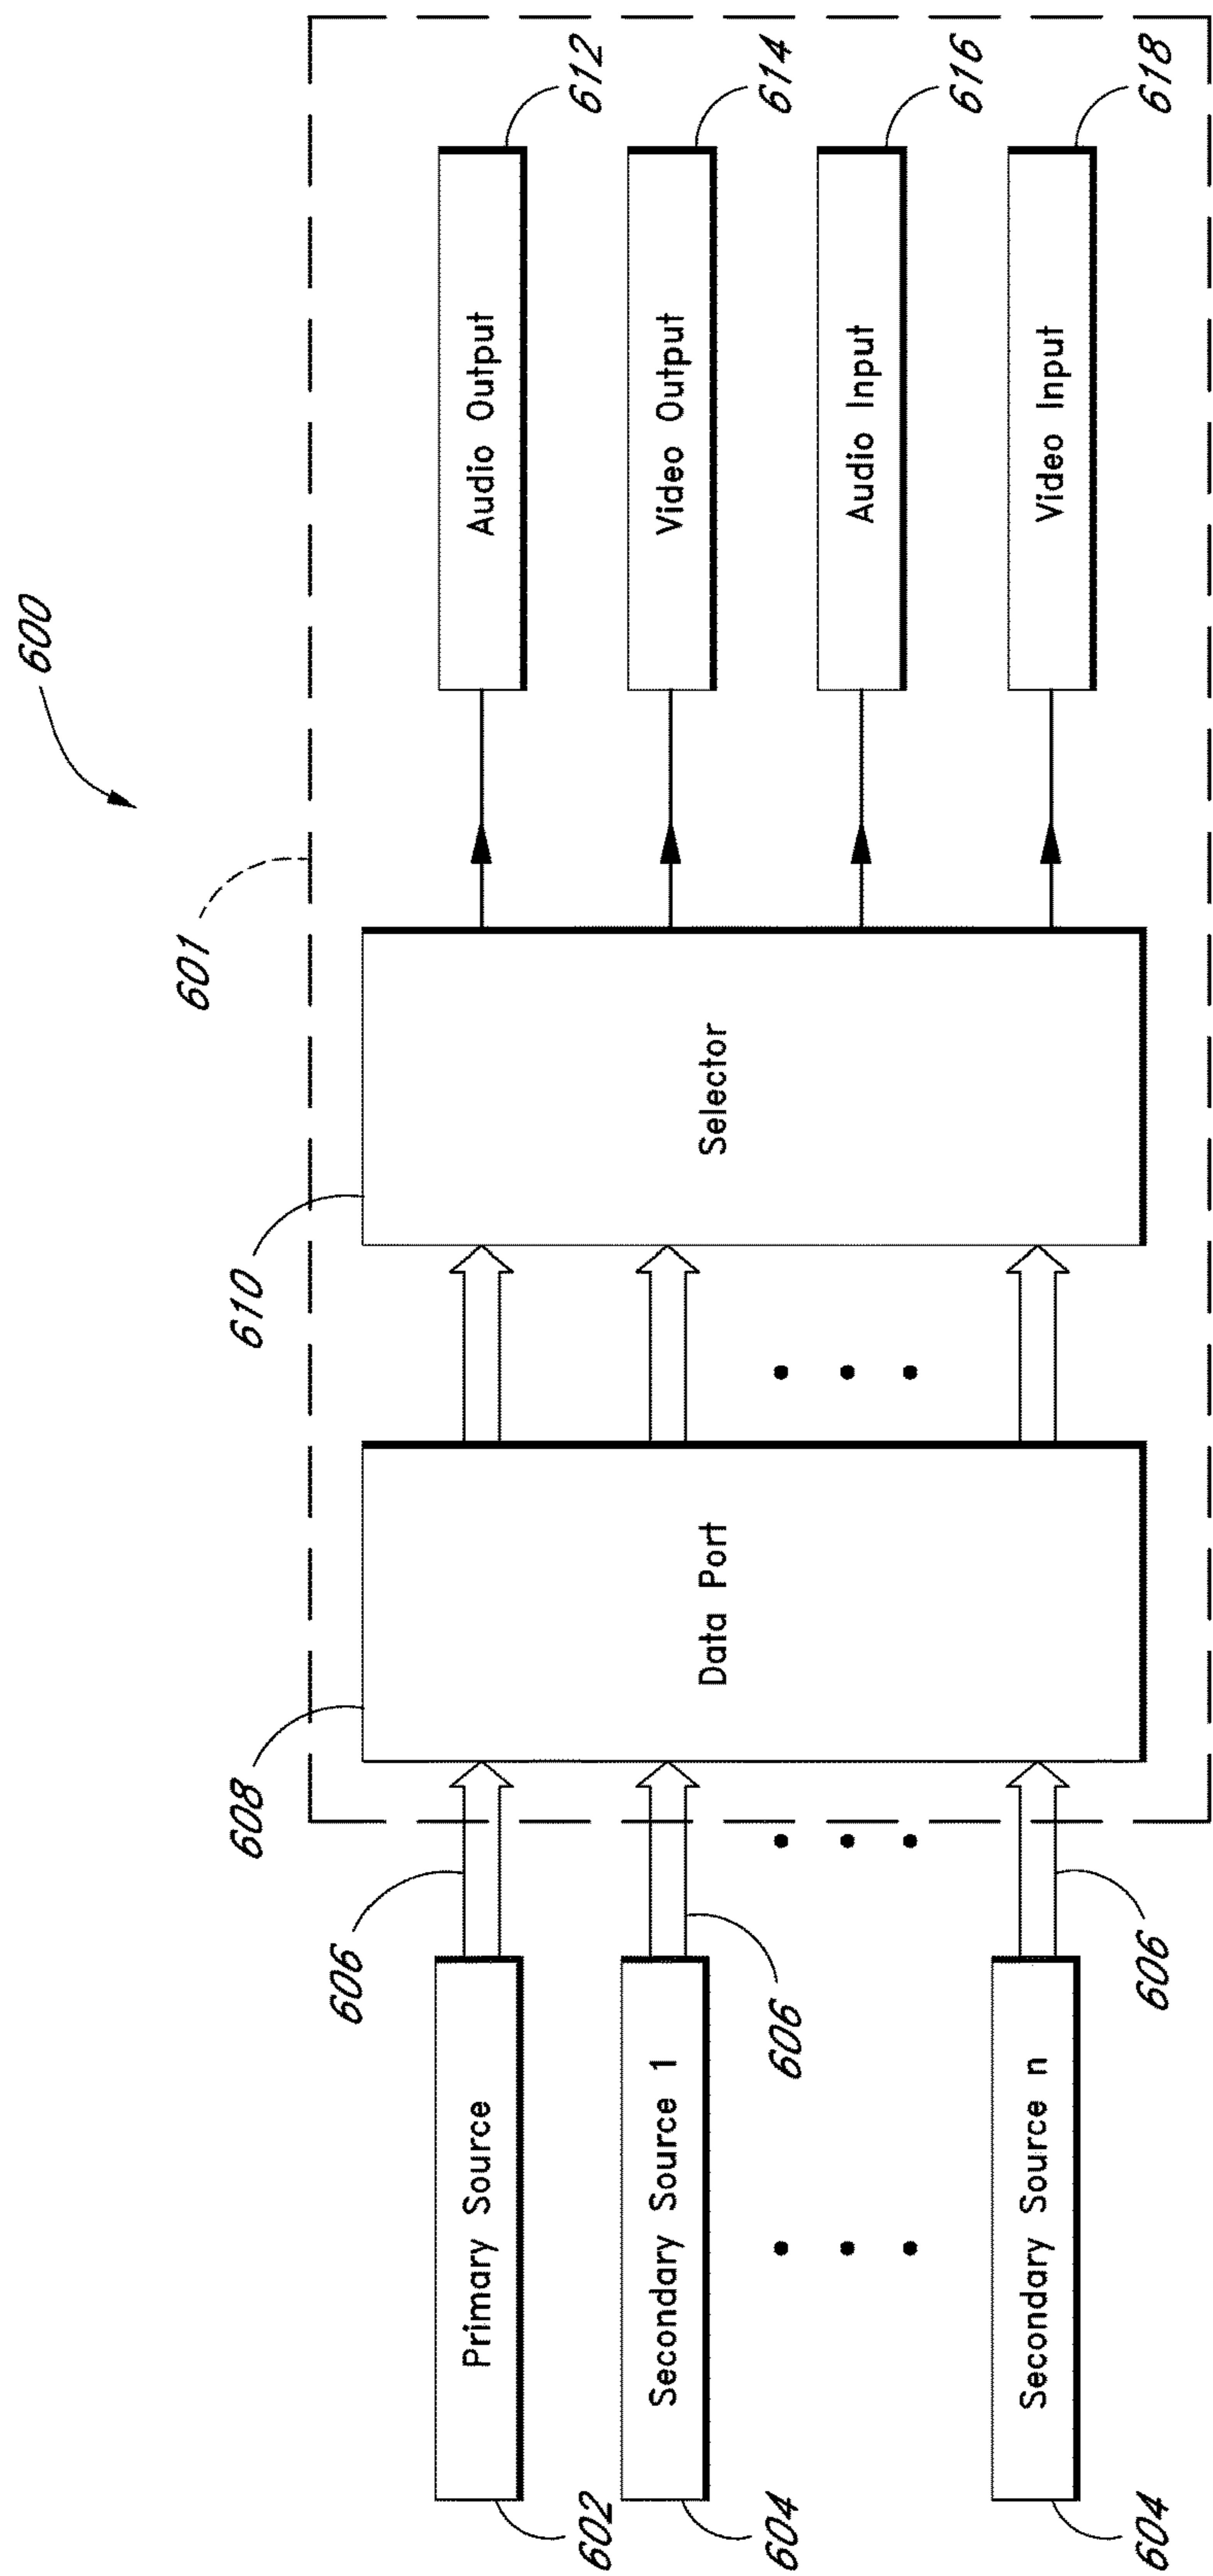 600
601
602
Primary Source
606
608
Data Port
610
Selector
Audio Output
612
604
Secondary Source 1
606
Video Output
614
Audio Input
616
604
Secondary Source n
606
Video Input
618